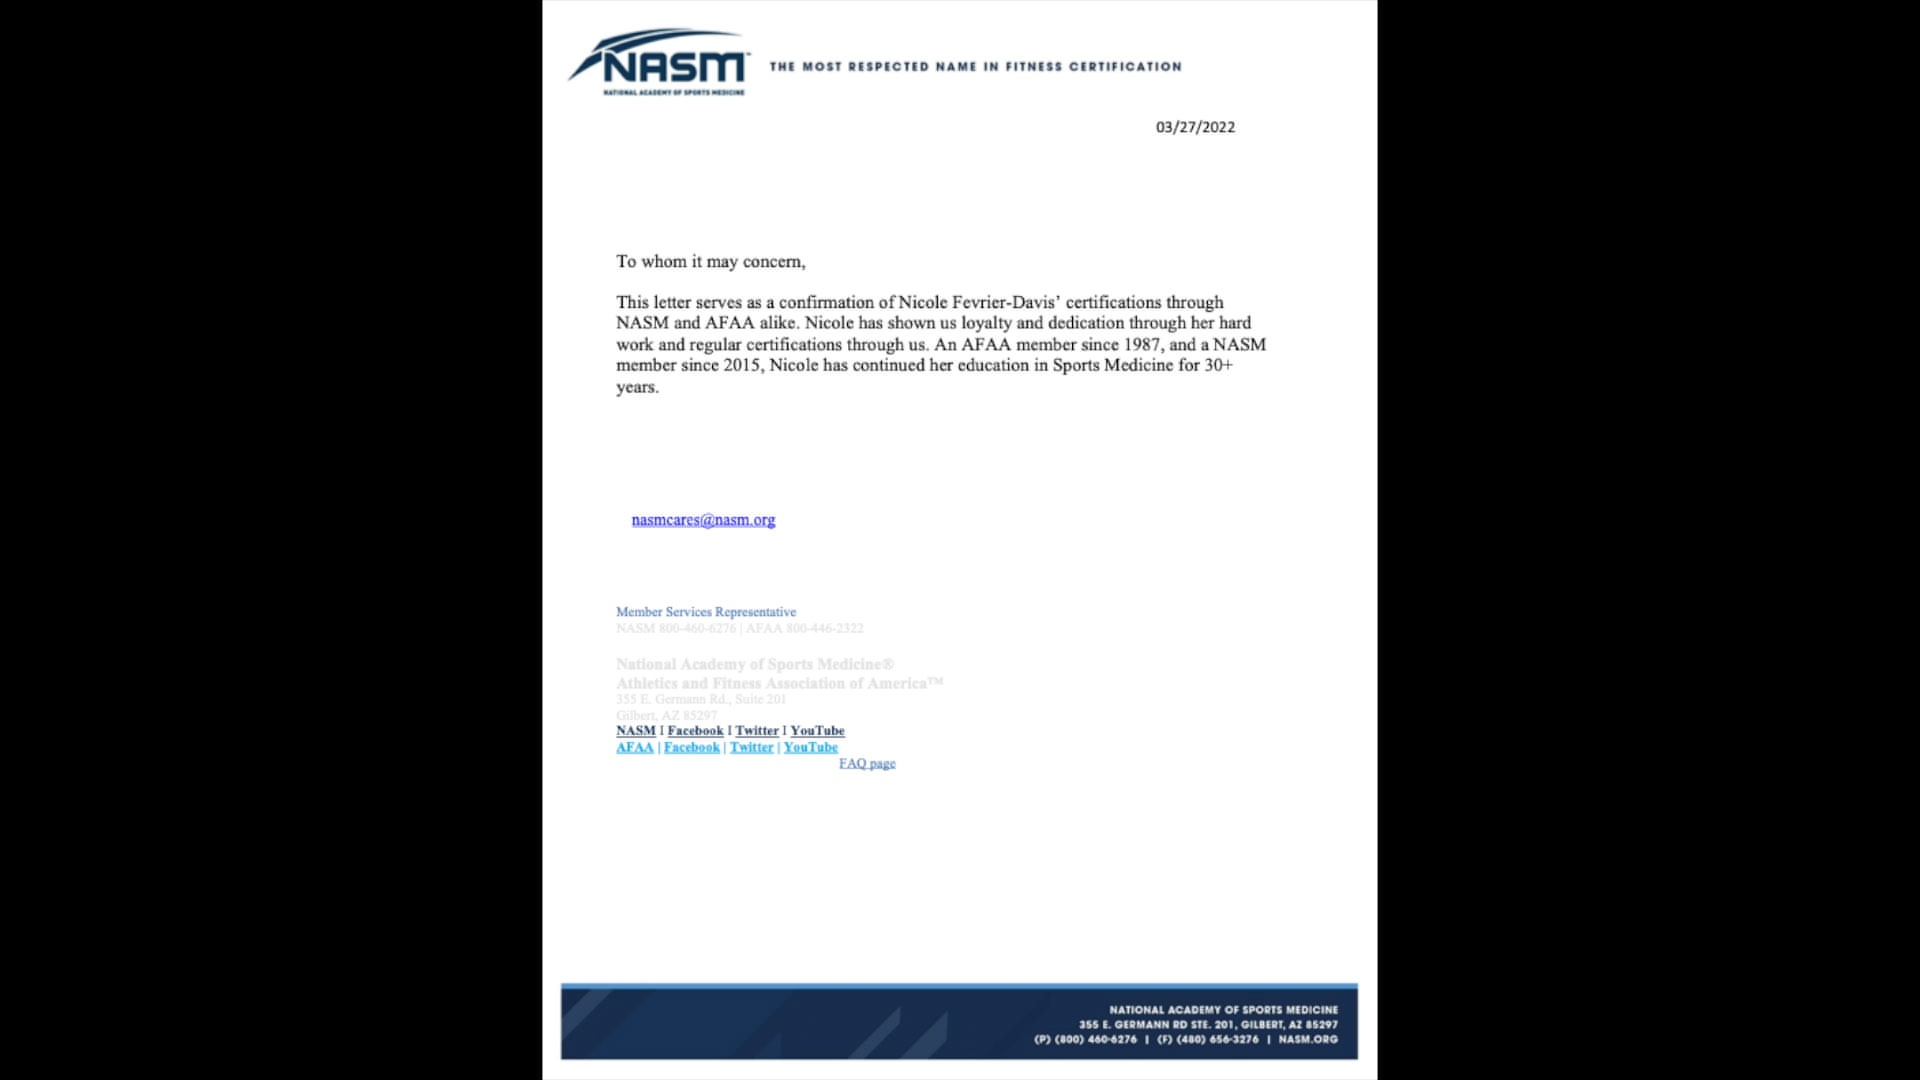 NASM™
NATIONAL ACADEMY OF SPORTS MEDICINE
THE MOST RESPECTED NAME IN FITNESS CERTIFICATION
03/27/2022
To whom it may concern,
This letter serves as a confirmation of Nicole Fevrier-Davis’ certifications through
NASM and AFAA alike. Nicole has shown us loyalty and dedication through her hard
work and regular certifications through us. An AFAA member since 1987, and a NASM
member since 2015, Nicole has continued her education in Sports Medicine for 30+
years.
nasmcares@nasm.org
Member Services Representative
NASM 800-460-6276 | AFAA 800-446-2322
National Academy of Sports Medicine®
Athletics and Fitness Association of America™
355 E. Germann Rd., Suite 201
Gilbert, AZ 85297
NASM I Facebook I Twitter I YouTube
AFAA | Facebook | Twitter | YouTube
FAQ page
NATIONAL ACADEMY OF SPORTS MEDICINE
355 E. GERMANN RD STE. 201, GILBERT, AZ 85297
(P) (800) 460-6276 | (F) (480) 656-3276 | NASM.ORG